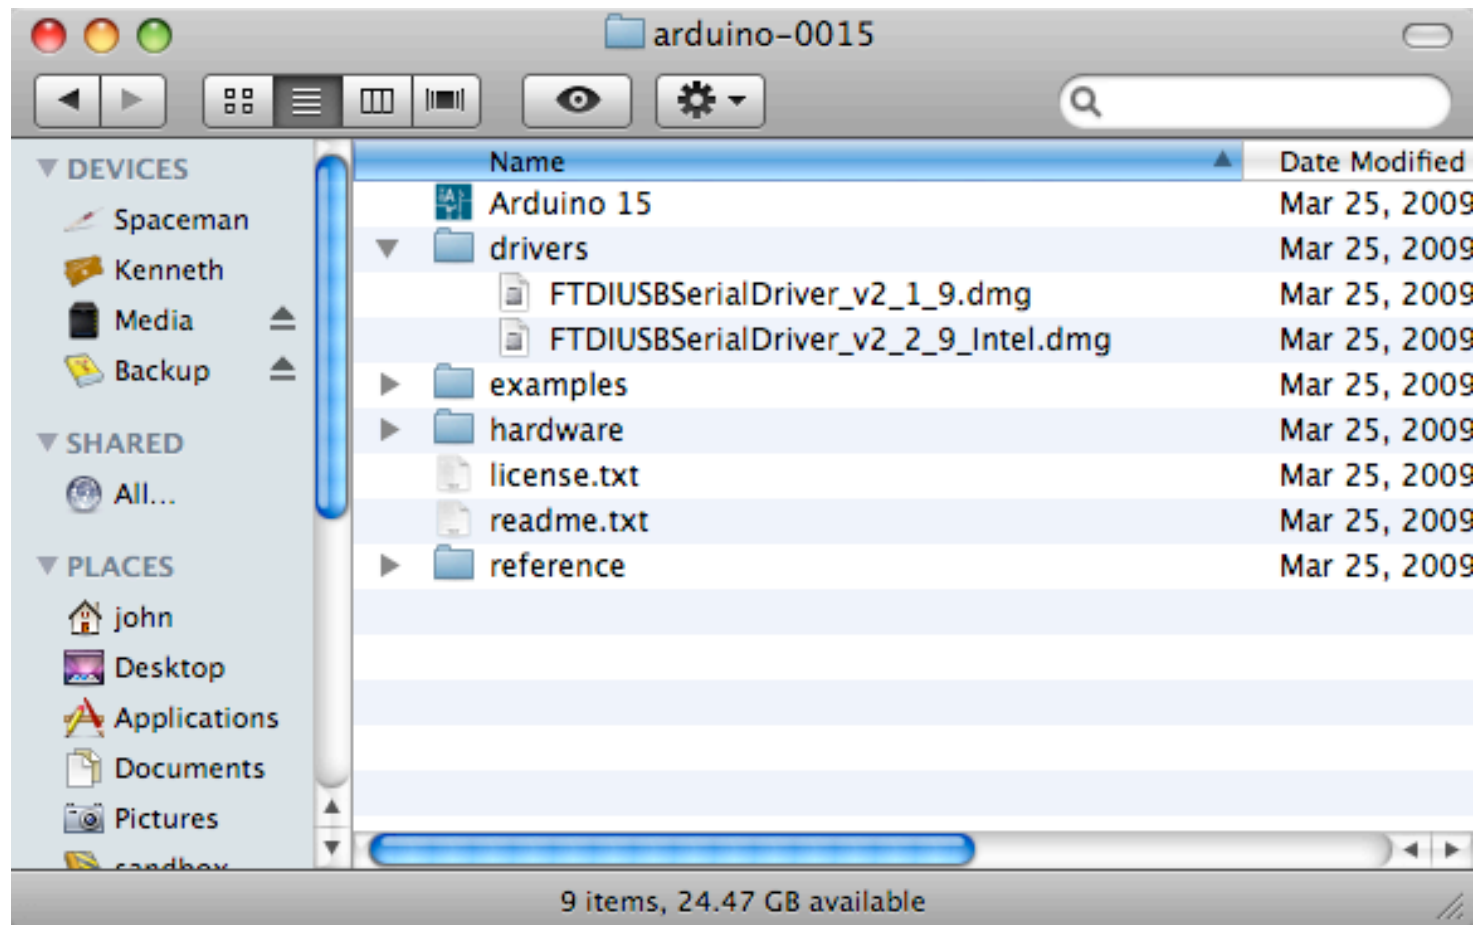 arduino-0015
DEVICES
Spaceman
Kenneth
Media
Backup
SHARED
All...
PLACES
john
Desktop
Applications
Documents
Pictures
sandbox
Name Date Modified
Arduino 15 Mar 25, 2009
drivers Mar 25, 2009
FTDIUSBSerialDriver_v2_1_9.dmg Mar 25, 2009
FTDIUSBSerialDriver_v2_2_9_Intel.dmg Mar 25, 2009
examples Mar 25, 2009
hardware Mar 25, 2009
license.txt Mar 25, 2009
readme.txt Mar 25, 2009
reference Mar 25, 2009
9 items, 24.47 GB available